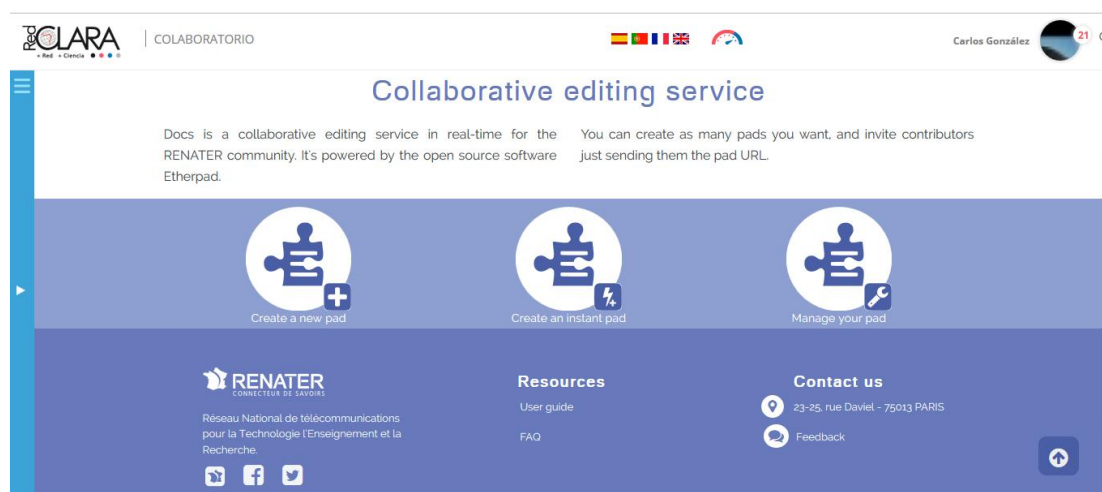 Red CLARA
+ Red + Ciencia
COLABORATORIO
Carlos González
21
Collaborative editing service
Docs is a collaborative editing service in real-time for the
RENATER community. It's powered by the open source software
Etherpad.
You can create as many pads you want, and invite contributors
just sending them the pad URL.
Create a new pad
Create an instant pad
Manage your pad
RENATER
CONNECTEUR DE SAVOIRS
Réseau National de télécommunications
pour la Technologie l'Enseignement et la
Recherche.
Resources
User guide
FAQ
Contact us
23-25, rue Daviel - 75013 PARIS
Feedback